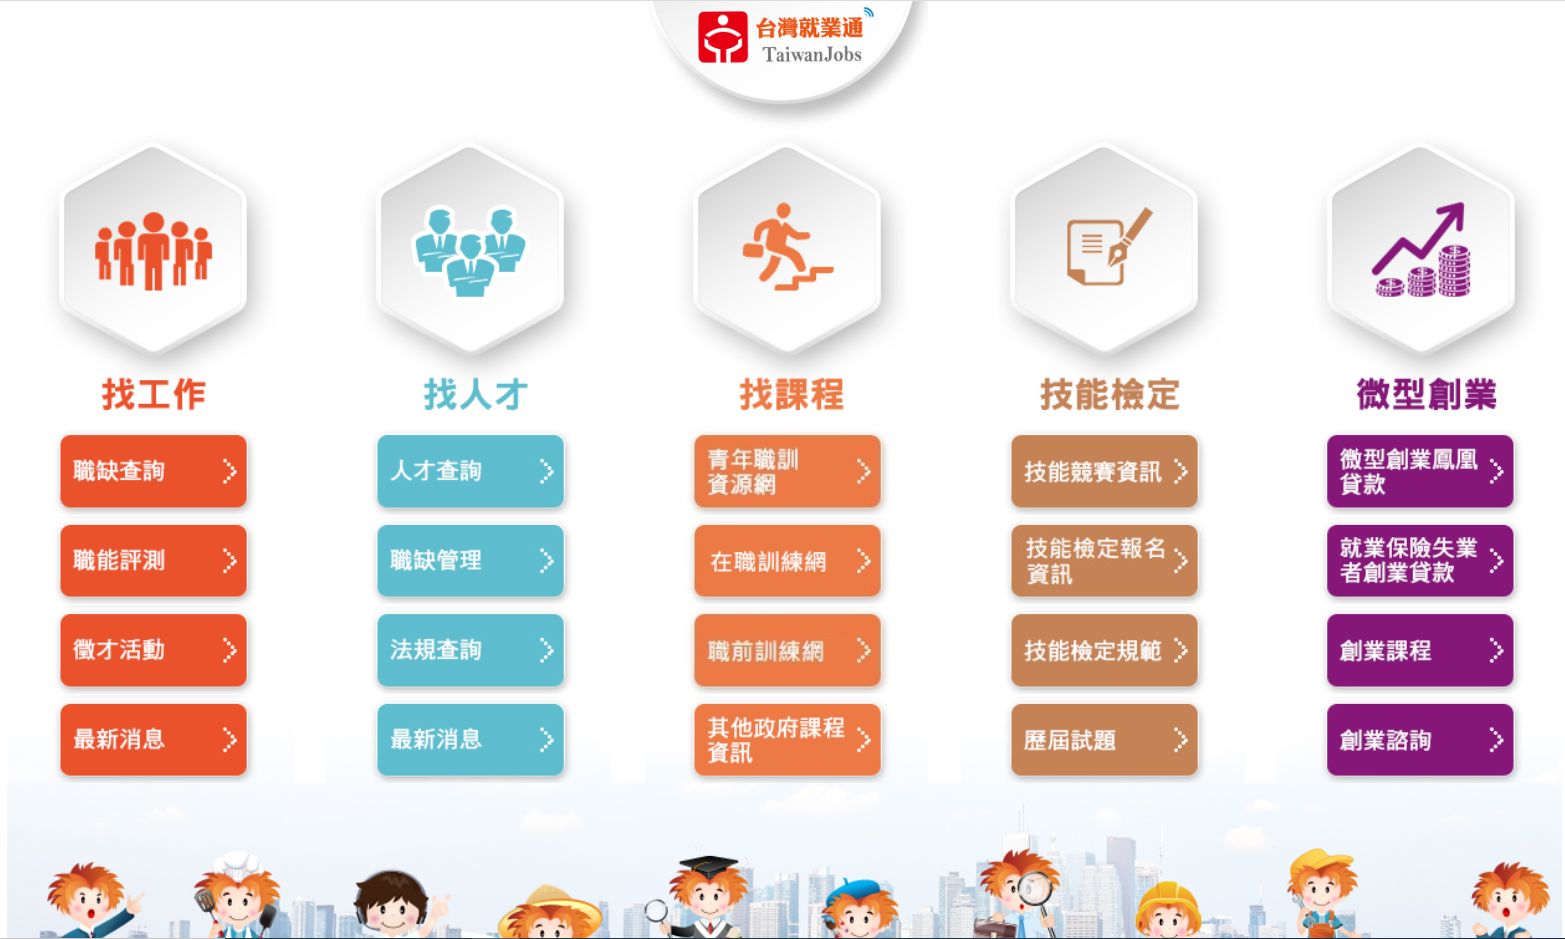 台灣就業通
TaiwanJobs
找工作
職缺查詢
職能評測
徵才活動
最新消息
找人才
人才查詢
職缺管理
法規查詢
最新消息
找課程
青年職訓
資源網
在職訓練網
職前訓練網
其他政府課程
資訊
技能檢定
技能競賽資訊
技能檢定報名
資訊
技能檢定規範
歷屆試題
微型創業
微型創業鳳凰
貸款
就業保險失業
者創業貸款
創業課程
創業諮詢